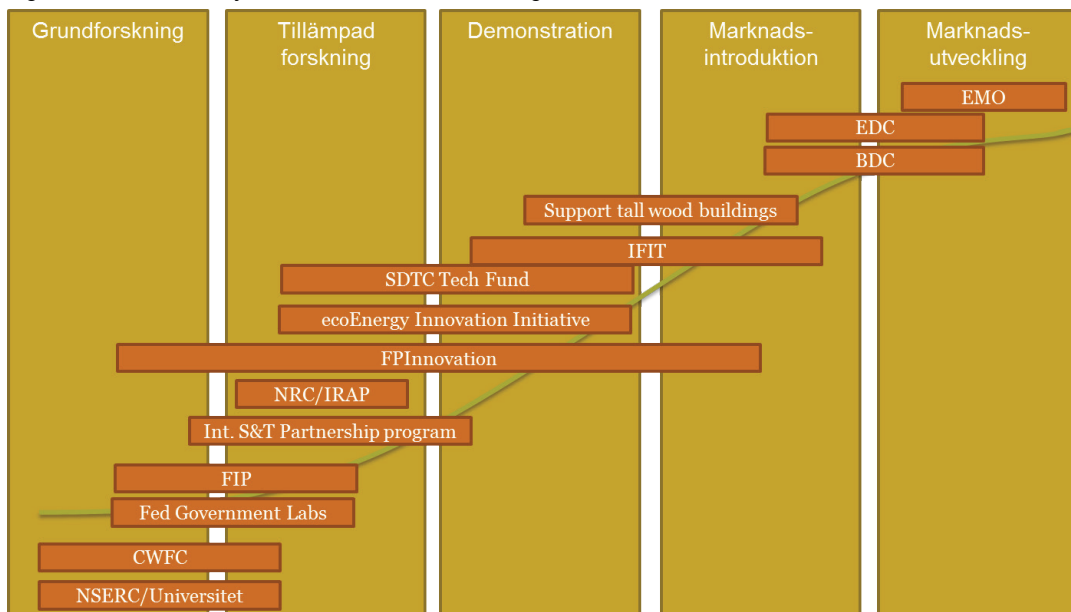 Grundforskning
Tillämpad
forskning
Demonstration
Marknads-
introduktion
Marknads-
utveckling
EMO
EDC
BDC
Support tall wood buildings
IFIT
SDTC Tech Fund
ecoEnergy Innovation Initiative
FPInnovation
NRC/IRAP
Int. S&T Partnership program
FIP
Fed Government Labs
CWFC
NSERC/Universitet